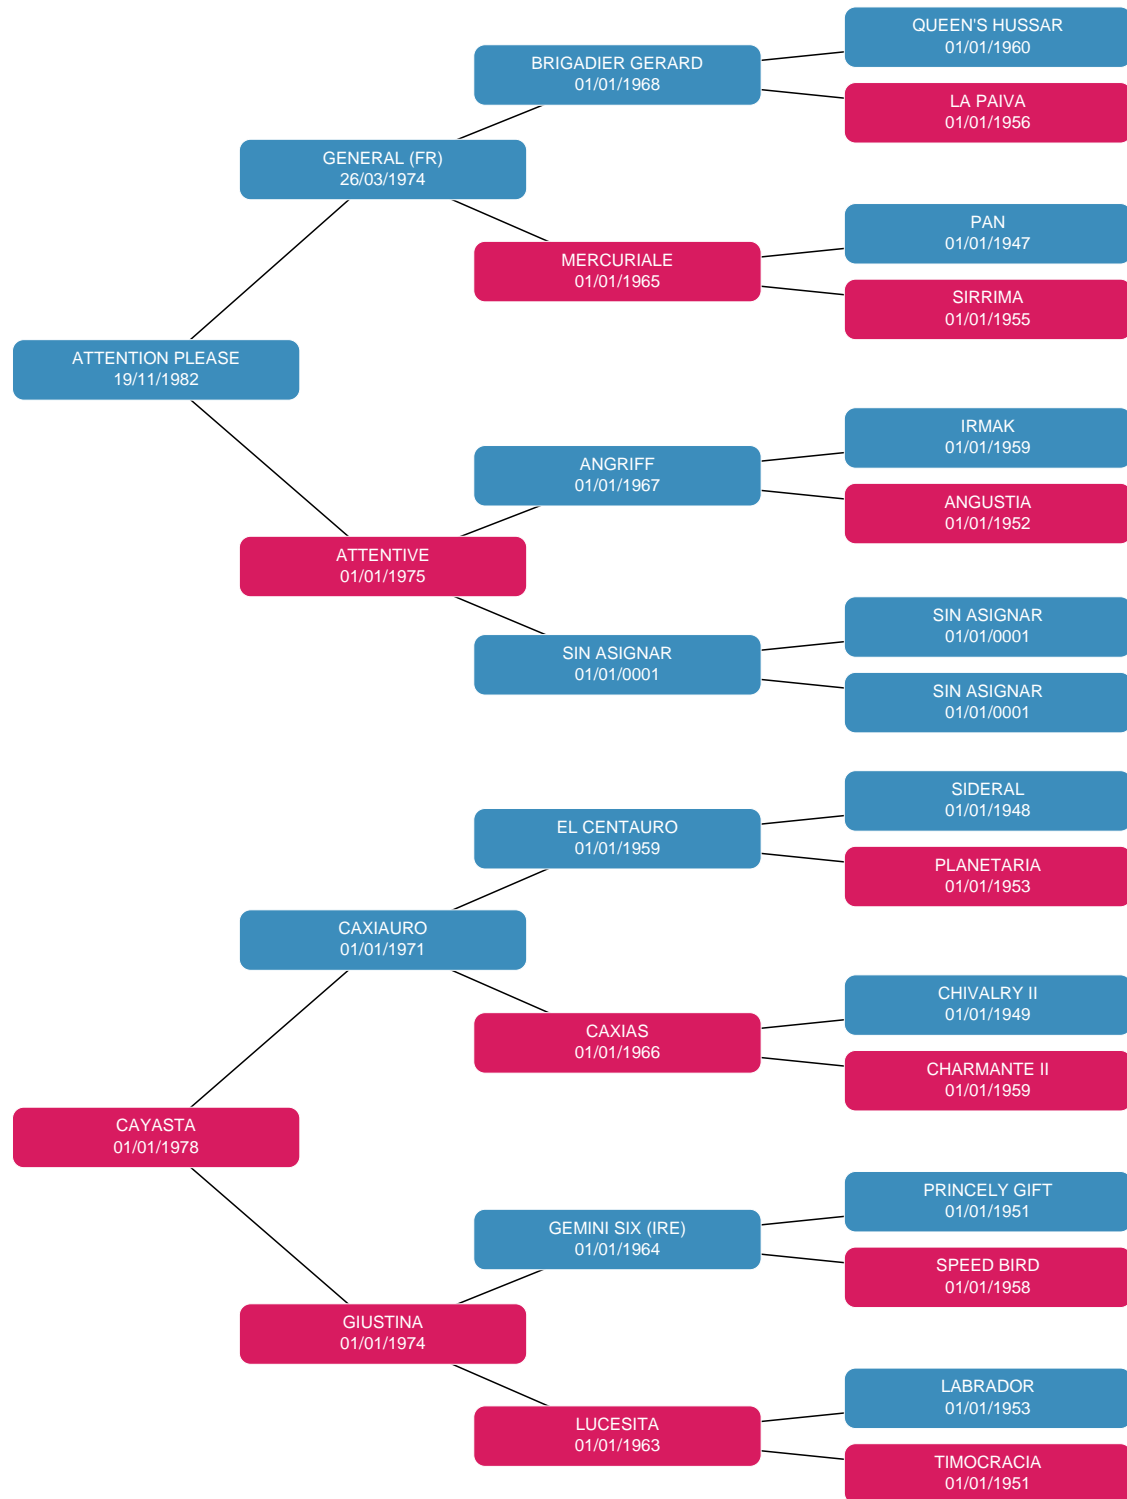 QUEEN'S HUSSAR
01/01/1960
BRIGADIER GERARD
01/01/1968
LA PAIVA
01/01/1956
GENERAL (FR)
26/03/1974
PAN
01/01/1947
MERCURIALE
01/01/1965
SIRRIMA
01/01/1955
ATTENTION PLEASE
19/11/1982
IRMAK
01/01/1959
ANGRIFF
01/01/1967
ANGUSTIA
01/01/1952
ATTENTIVE
01/01/1975
SIN ASIGNAR
01/01/0001
SIN ASIGNAR
01/01/0001
SIN ASIGNAR
01/01/0001
SIDERAL
01/01/1948
EL CENTAURO
01/01/1959
PLANETARIA
01/01/1953
CAXIAURO
01/01/1971
CHIVALRY II
01/01/1949
CAXIAS
01/01/1966
CHARMANTE II
01/01/1959
CAYASTA
01/01/1978
PRINCELY GIFT
01/01/1951
GEMINI SIX (IRE)
01/01/1964
SPEED BIRD
01/01/1958
GIUSTINA
01/01/1974
LABRADOR
01/01/1953
LUCESITA
01/01/1963
TIMOCRACIA
01/01/1951